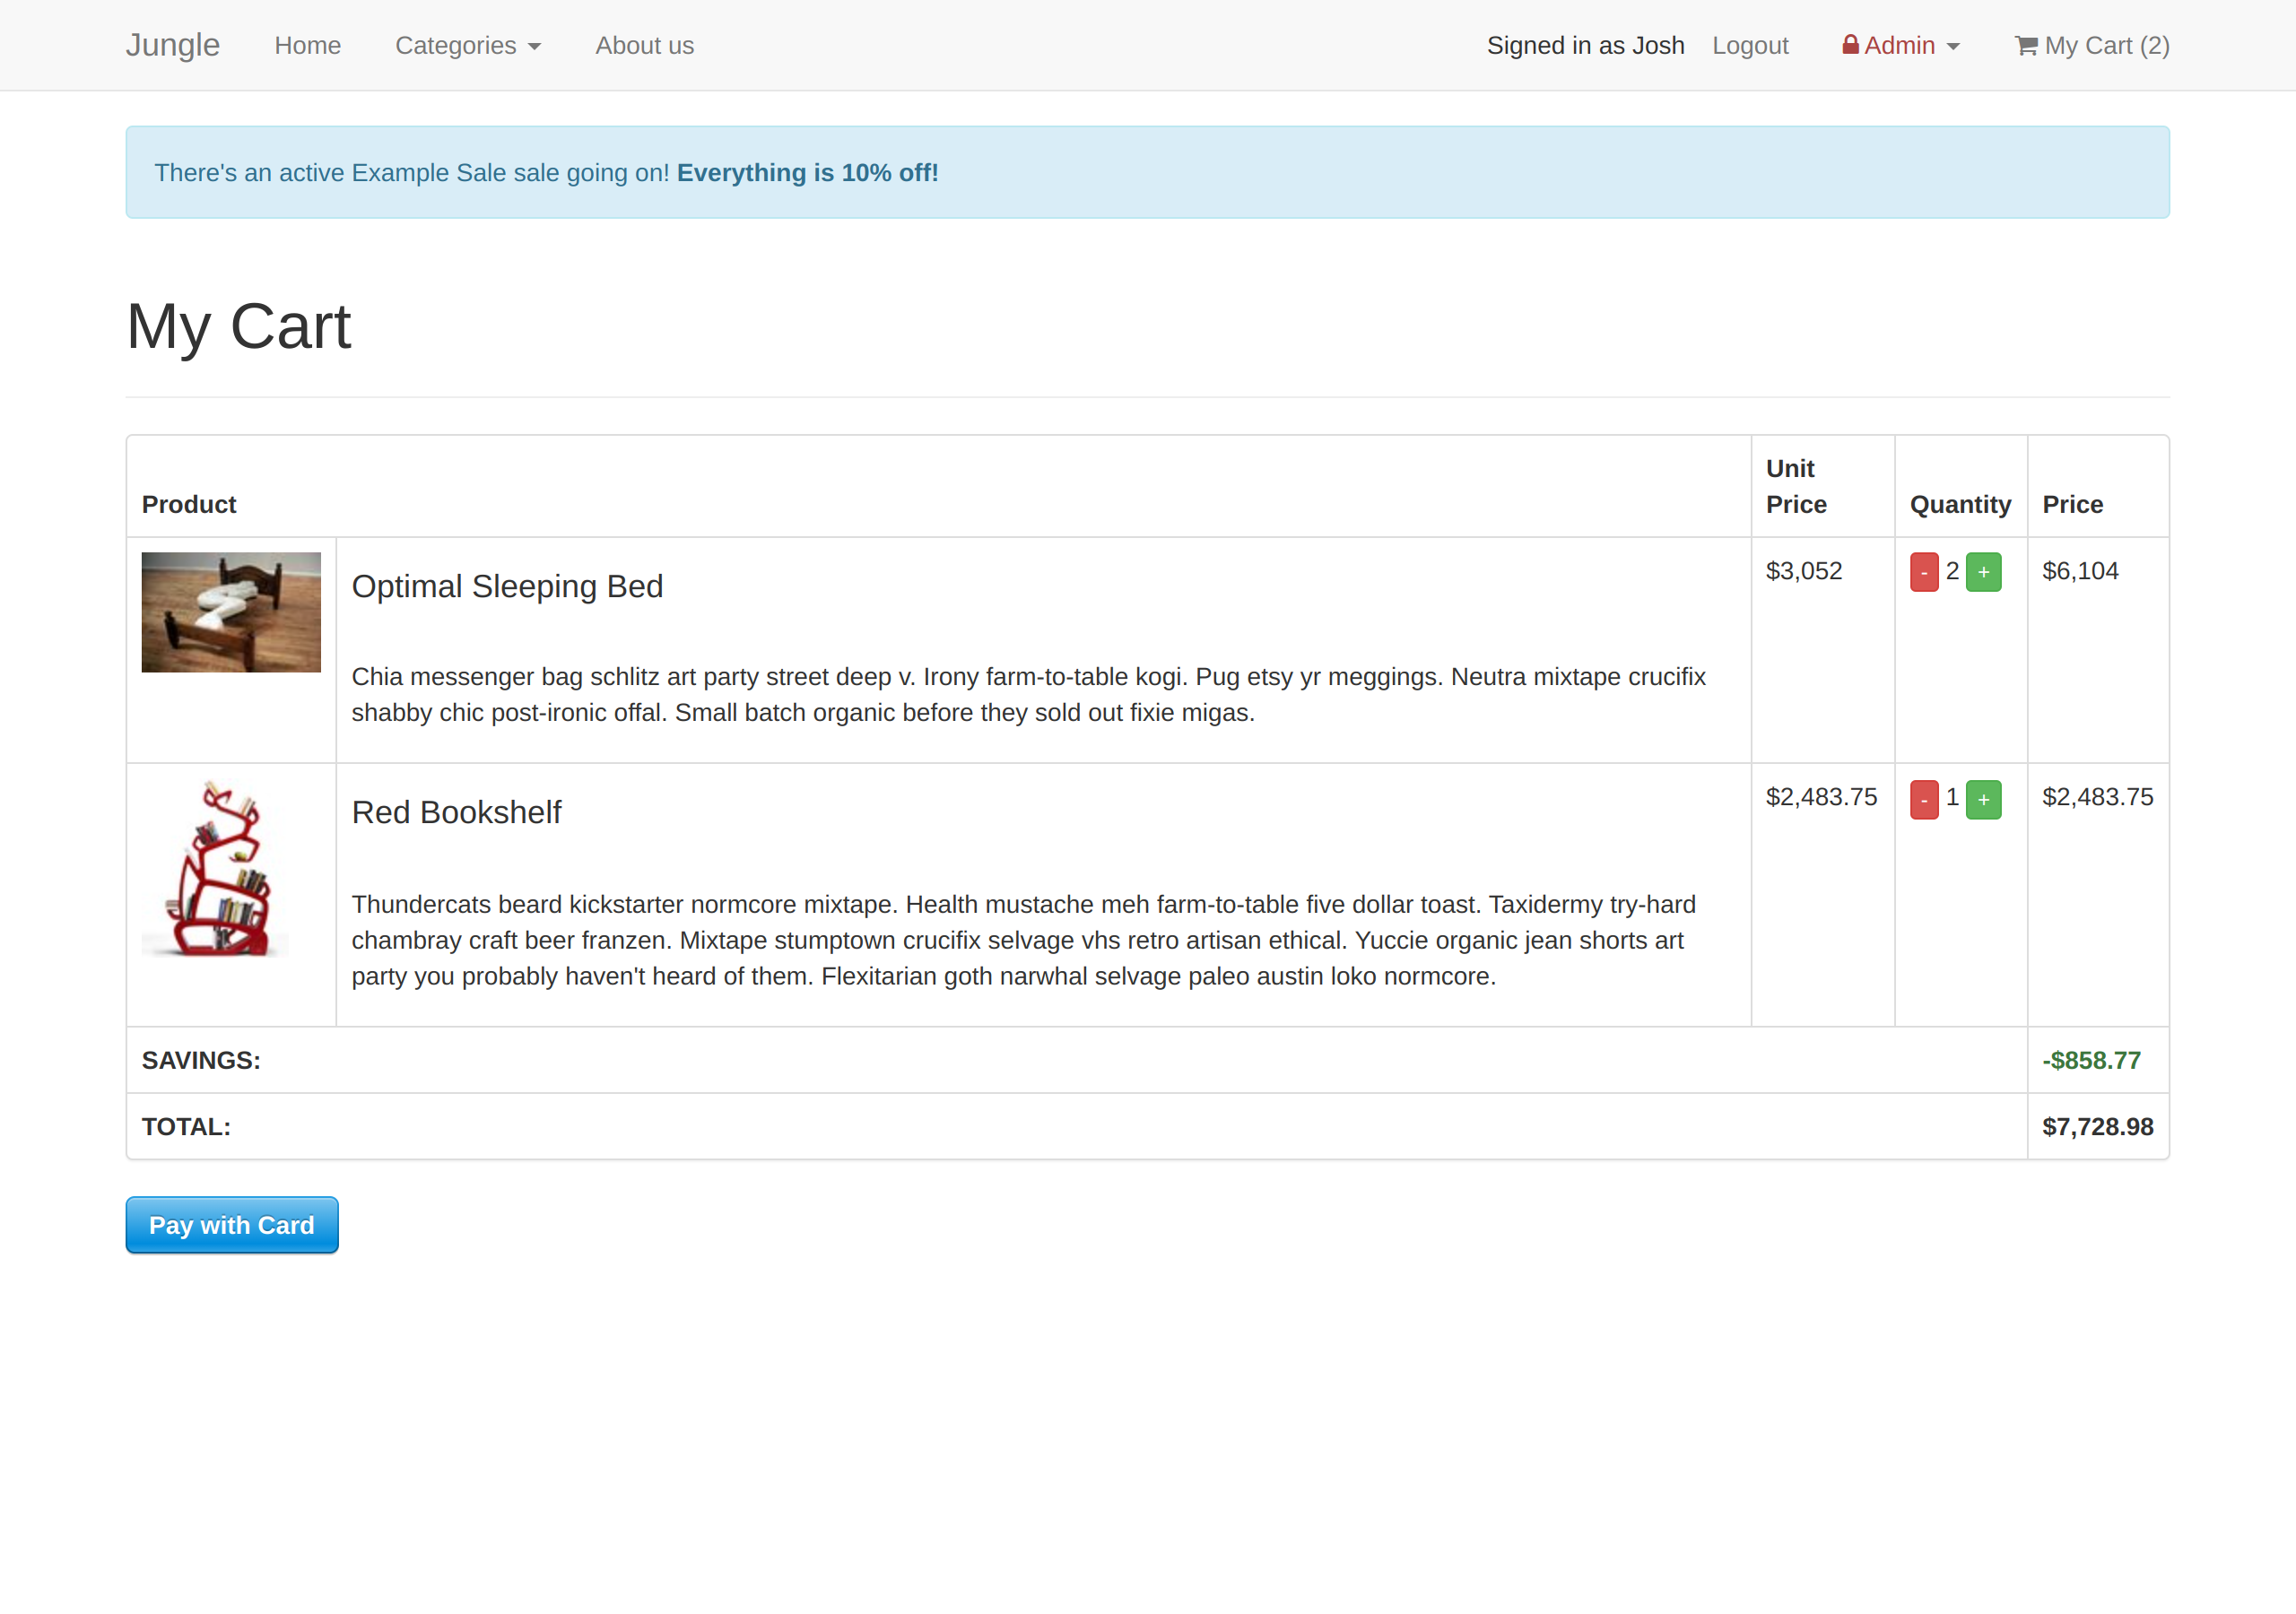 Jungle Home Categories About us Signed in as Josh Logout Admin My Cart (2)
There's an active Example Sale sale going on! Everything is 10% off!
My Cart
Product Unit Price Quantity Price
Optimal Sleeping Bed $3,052 - 2 + $6,104
Chia messenger bag schlitz art party street deep v. Irony farm-to-table kogi. Pug etsy yr meggings. Neutra mixtape crucifix
shabby chic post-ironic offal. Small batch organic before they sold out fixie migas.
Red Bookshelf $2,483.75 - 1 + $2,483.75
Thundercats beard kickstarter normcore mixtape. Health mustache meh farm-to-table five dollar toast. Taxidermy try-hard
chambray craft beer franzen. Mixtape stumptown crucifix selvage vhs retro artisan ethical. Yuccie organic jean shorts art
party you probably haven't heard of them. Flexitarian goth narwhal selvage paleo austin loko normcore.
SAVINGS: -$858.77
TOTAL: $7,728.98
Pay with Card